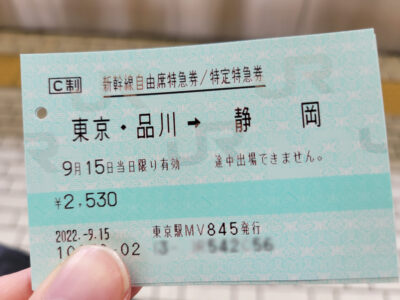 C制 新幹線自由席特急券/特定特急券
東京・品川 → 静岡
9月15日当日限り有効 途中出場できません。
¥2,530
2022.-9.15 東京駅MV845発行